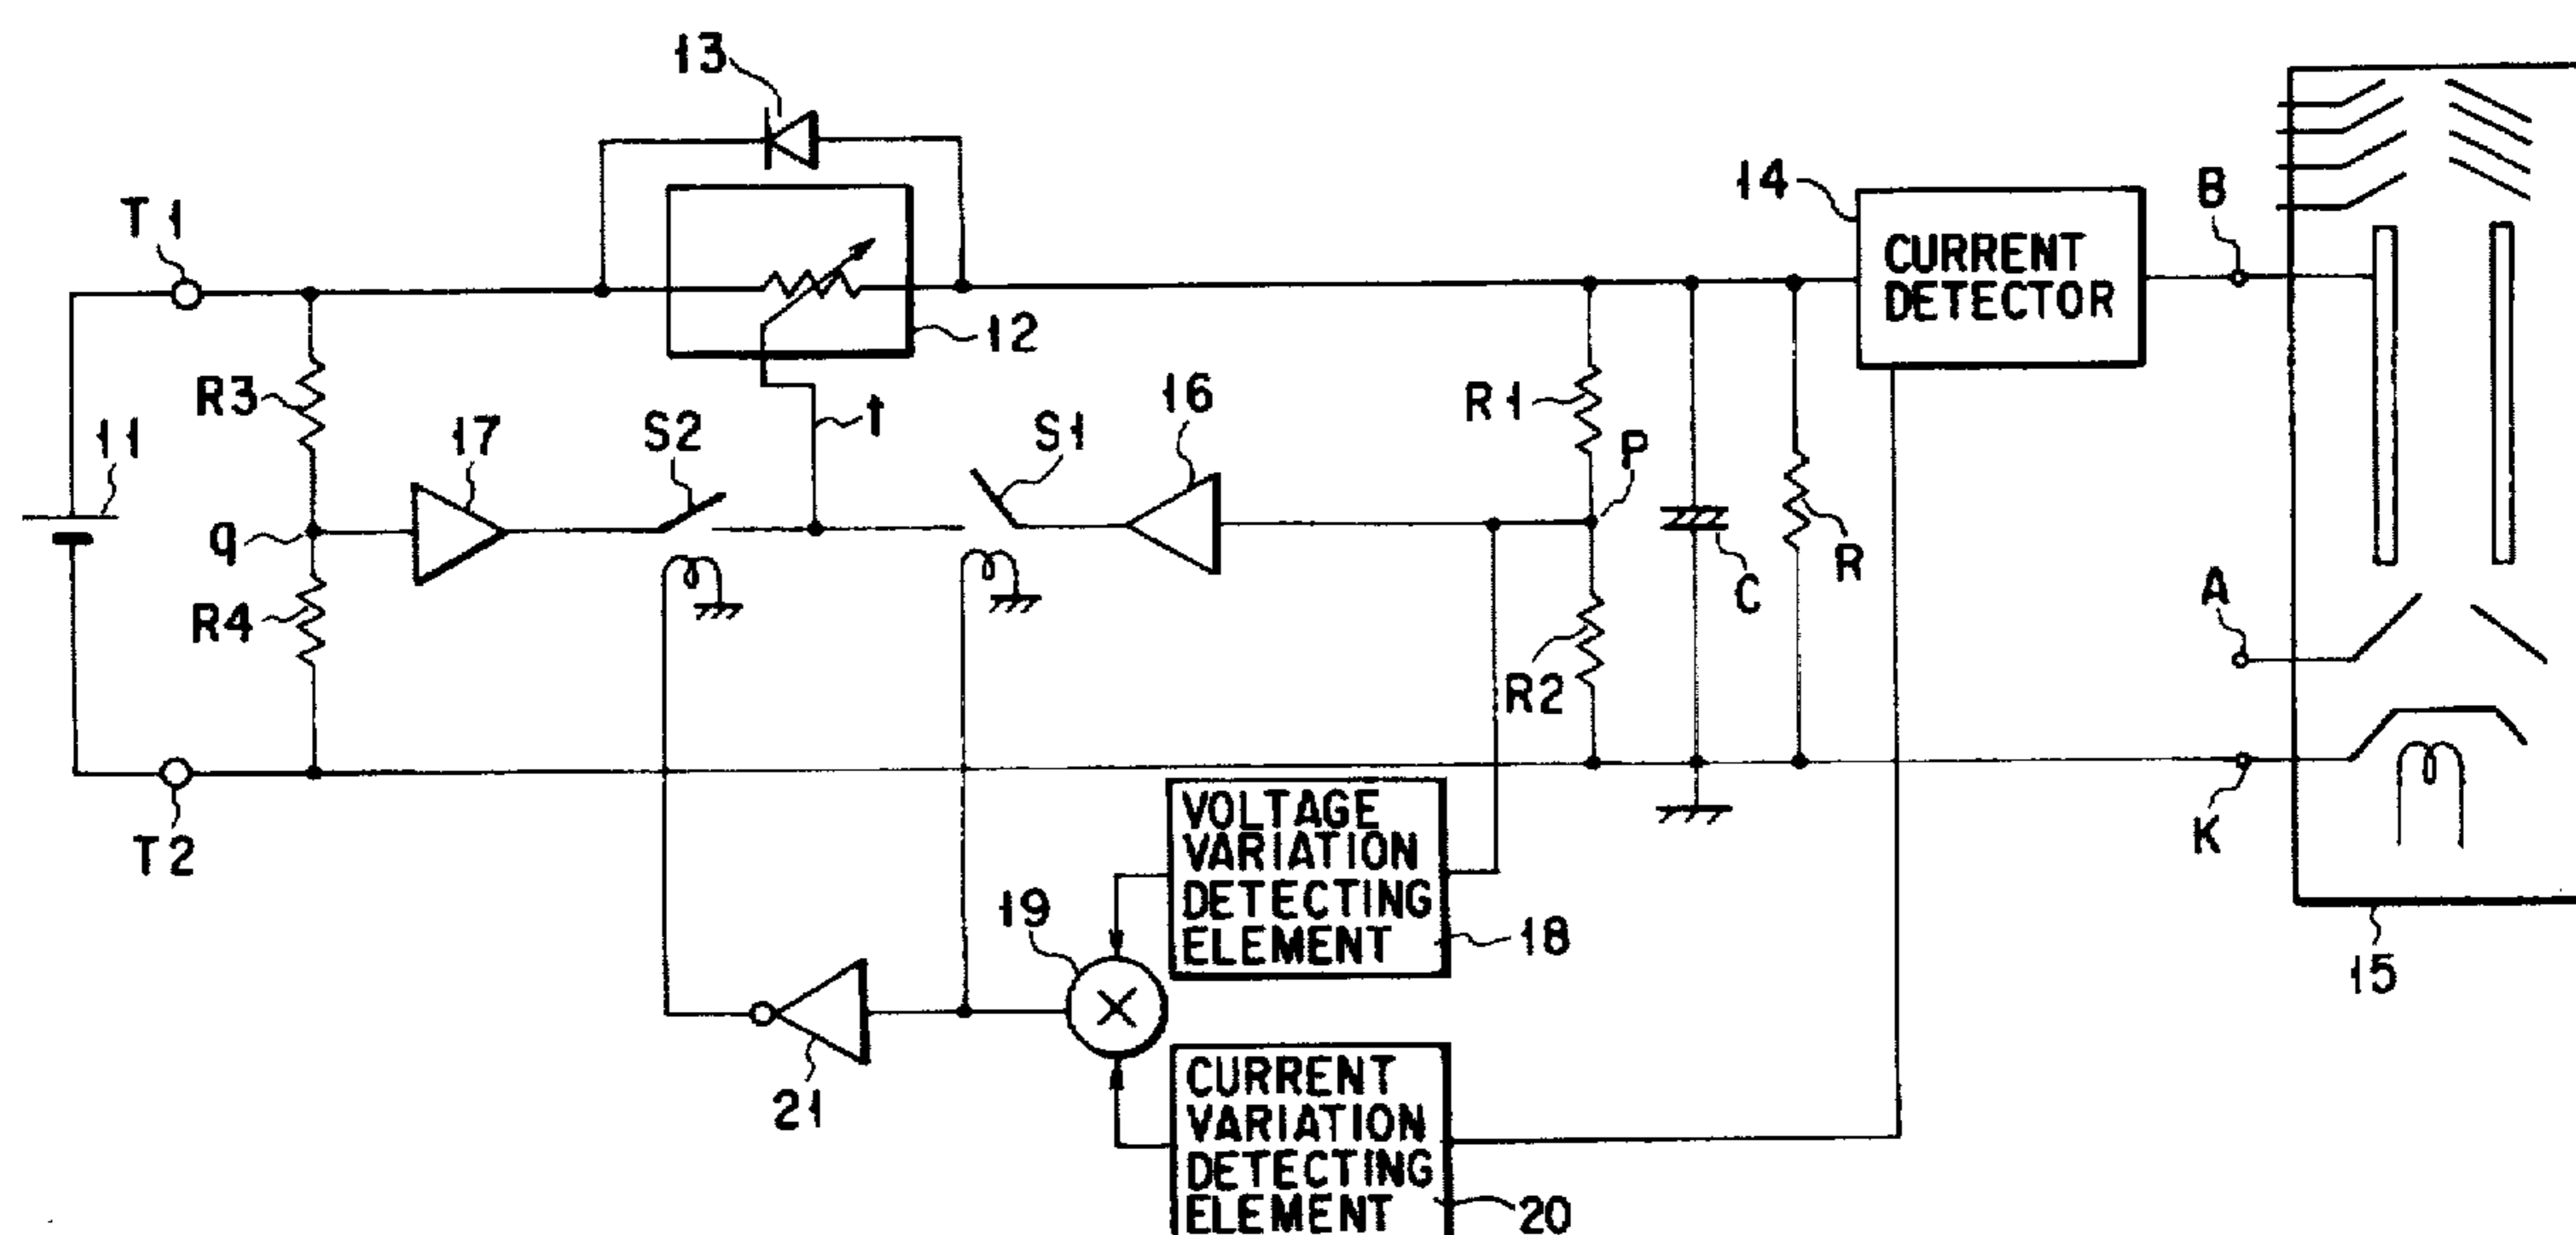 13
T1
12
14
CURRENT
DETECTOR
B
R3
11
17
S2
t
S1
16
R1
P
q
R4
R2
C
R
A
T2
K
VOLTAGE
VARIATION
DETECTING
ELEMENT
18
19
15
21
CURRENT
VARIATION
DETECTING
ELEMENT
20